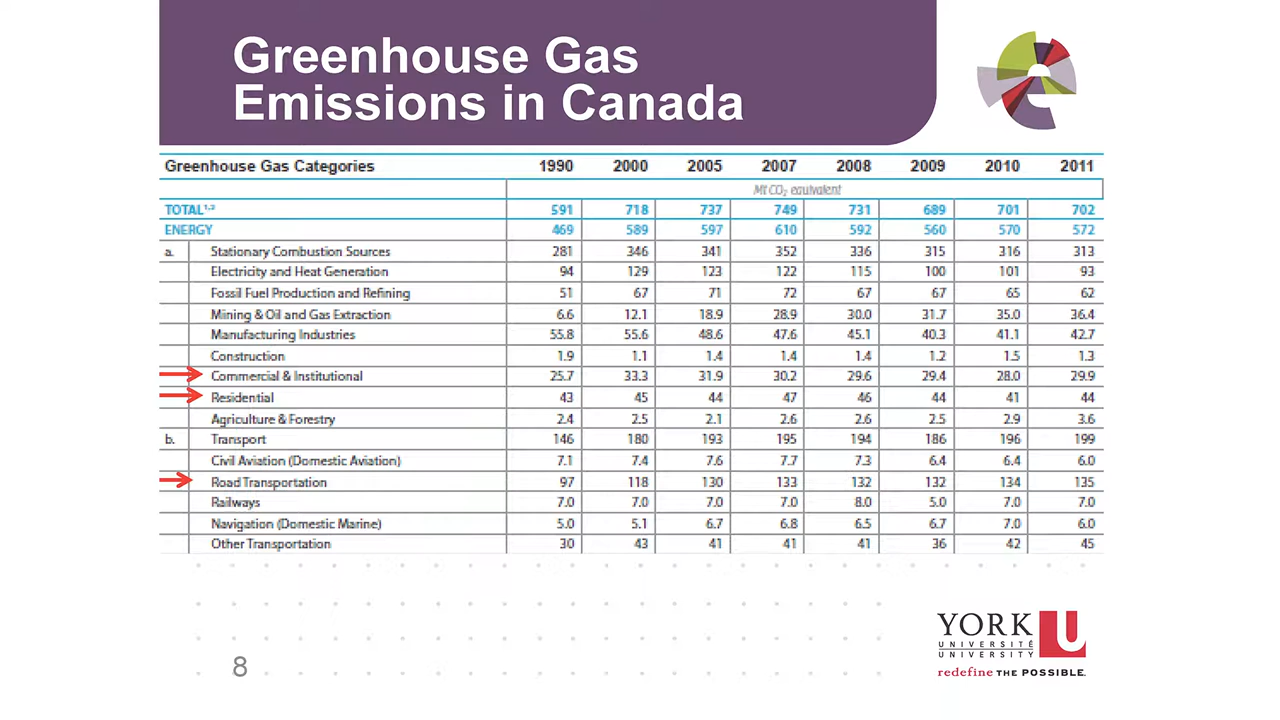 Greenhouse Gas
Emissions in Canada
Greenhouse Gas Categories 1990 2000 2005 2007 2008 2009 2010 2011
Mt CO₂ equivalent
TOTAL¹·² 591 718 737 749 731 689 701 702
ENERGY 469 589 597 610 592 560 570 572
a. Stationary Combustion Sources 281 346 341 352 336 315 316 313
Electricity and Heat Generation 94 129 123 122 115 100 101 93
Fossil Fuel Production and Refining 51 67 71 72 67 67 65 62
Mining & Oil and Gas Extraction 6.6 12.1 18.9 28.9 30.0 31.7 35.0 36.4
Manufacturing Industries 55.8 55.6 48.6 47.6 45.1 40.3 41.1 42.7
Construction 1.9 1.1 1.4 1.4 1.4 1.2 1.5 1.3
Commercial & Institutional 25.7 33.3 31.9 30.2 29.6 29.4 28.0 29.9
Residential 43 45 44 47 46 44 41 44
Agriculture & Forestry 2.4 2.5 2.1 2.6 2.6 2.5 2.9 3.6
b. Transport 146 180 193 195 194 186 196 199
Civil Aviation (Domestic Aviation) 7.1 7.4 7.6 7.7 7.3 6.4 6.4 6.0
Road Transportation 97 118 130 133 132 132 134 135
Railways 7.0 7.0 7.0 7.0 8.0 5.0 7.0 7.0
Navigation (Domestic Marine) 5.0 5.1 6.7 6.8 6.5 6.7 7.0 6.0
Other Transportation 30 43 41 41 41 36 42 45
YORK U
UNIVERSITÉ
UNIVERSITY
redefine THE POSSIBLE.
8